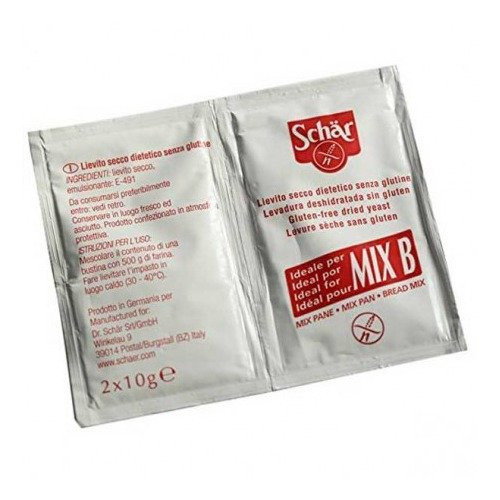 Lievito secco dietetico senza glutine
INGREDIENTI: lievito secco,
emulsionante: E-491
Da consumarsi preferibilmente
entro: vedi retro.
Conservare in luogo fresco ed
asciutto. Prodotto confezionato in atmosf.
protettiva.
ISTRUZIONI PER L'USO:
Mescolare il contenuto di una
bustina con 500 g di farina.
Fare lievitare l'impasto in
luogo caldo (30 - 40°C).
Prodotto in Germania per
Manufactured for:
Dr. Schär Srl/GmbH
Winkelau 9
39014 Postal/Burgstall (BZ) Italy
www.schaer.com
2x10g℮
Schär
Lievito secco dietetico senza glutine
Levadura deshidratada sin gluten
Gluten-free dried yeast
Levure sèche sans gluten
Ideale per
Ideal por
Ideal for
Idéal pour
MIX B
MIX PANE • MIX PAN • BREAD MIX